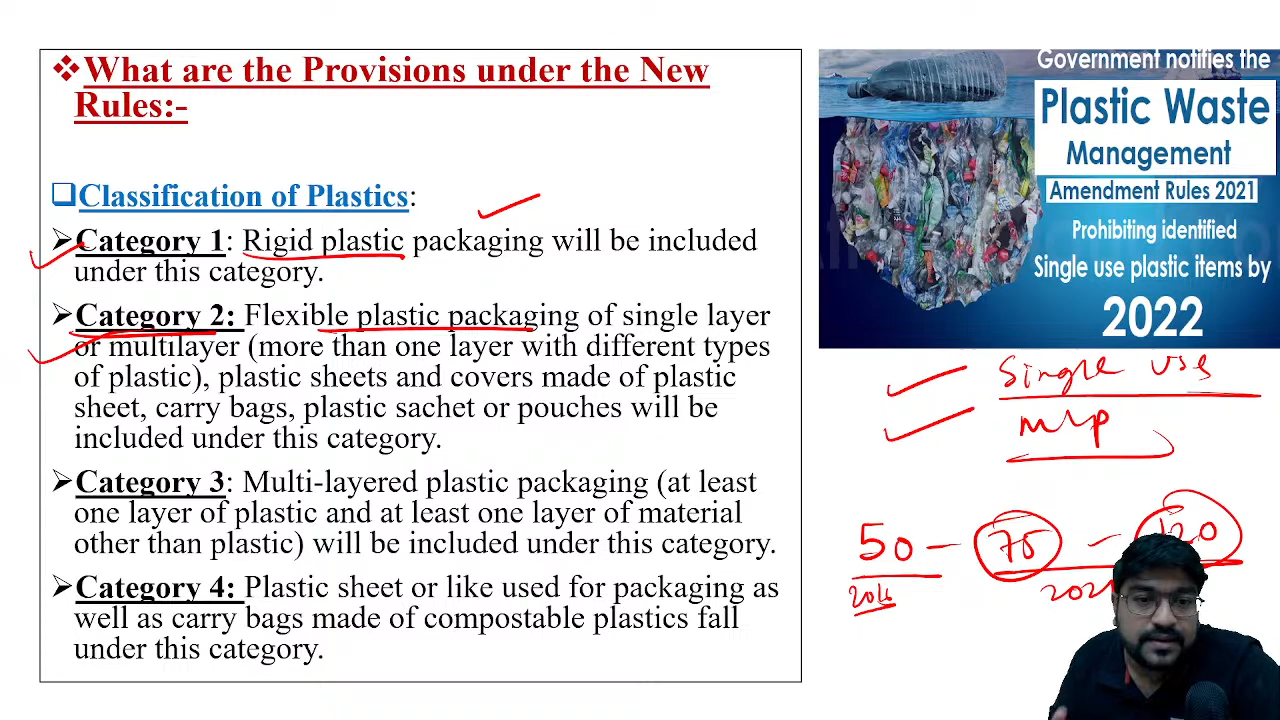 ❖What are the Provisions under the New
Rules:-
❑Classification of Plastics:
➢Category 1: Rigid plastic packaging will be included
under this category.
➢Category 2: Flexible plastic packaging of single layer
or multilayer (more than one layer with different types
of plastic), plastic sheets and covers made of plastic
sheet, carry bags, plastic sachet or pouches will be
included under this category.
➢Category 3: Multi-layered plastic packaging (at least
one layer of plastic and at least one layer of material
other than plastic) will be included under this category.
➢Category 4: Plastic sheet or like used for packaging as
well as carry bags made of compostable plastics fall
under this category.
Government notifies the
Plastic Waste
Management
Amendment Rules 2021
Prohibiting identified
Single use plastic items by
2022
Single use
MLP
50 - 75 - 120
2016 2021